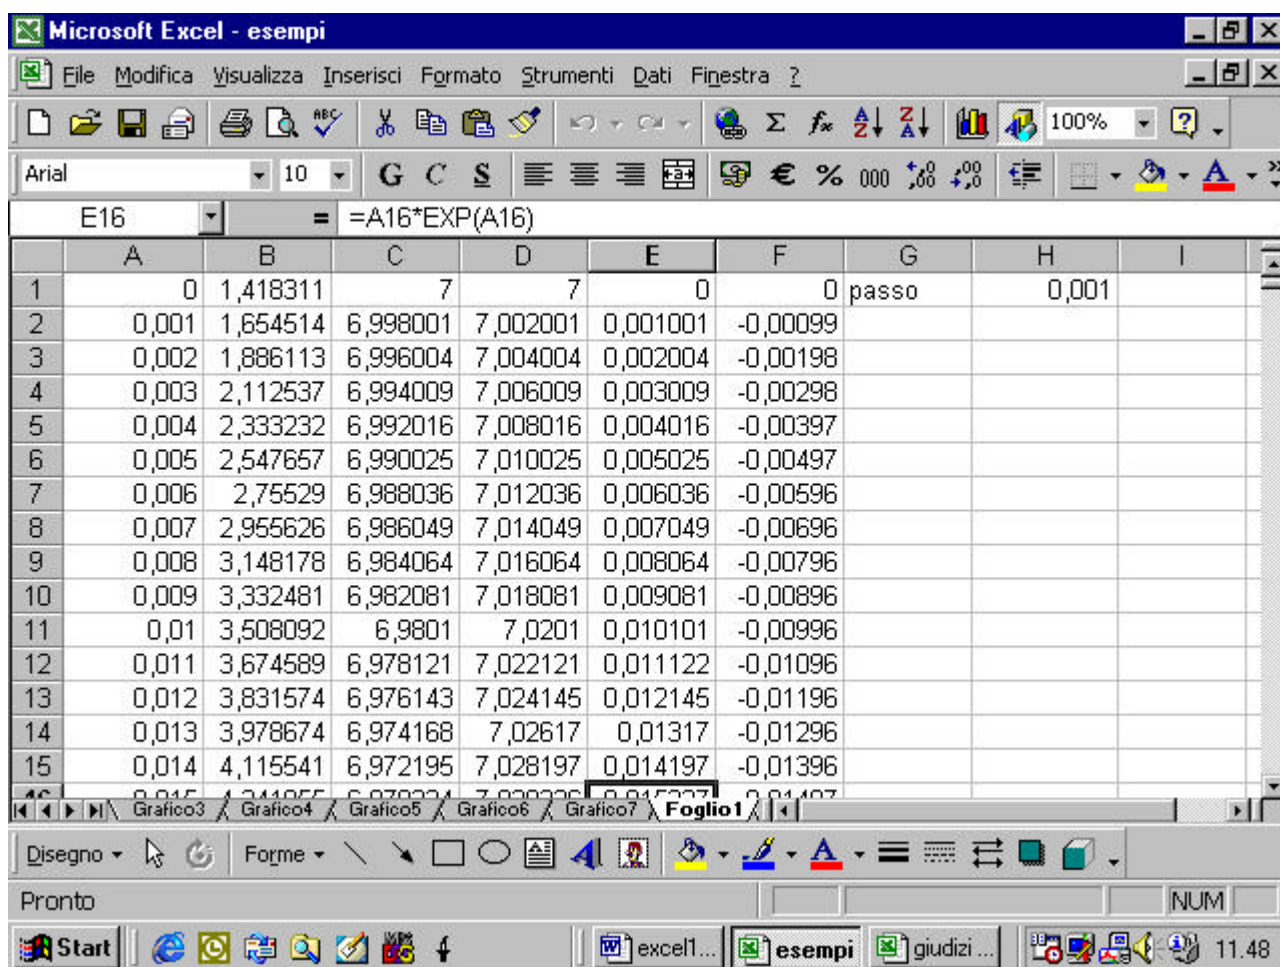 Microsoft Excel - esempi
File Modifica Visualizza Inserisci Formato Strumenti Dati Finestra ?
ABC Σ fx A Z Z A 100% ?
Arial 10 G C S € % 000 A
E16 = =A16*EXP(A16)
A B C D E F G H I
1 0 1,418311 7 7 0 0 passo 0,001
2 0,001 1,654514 6,998001 7,002001 0,001001 -0,00099
3 0,002 1,886113 6,996004 7,004004 0,002004 -0,00198
4 0,003 2,112537 6,994009 7,006009 0,003009 -0,00298
5 0,004 2,333232 6,992016 7,008016 0,004016 -0,00397
6 0,005 2,547657 6,990025 7,010025 0,005025 -0,00497
7 0,006 2,75529 6,988036 7,012036 0,006036 -0,00596
8 0,007 2,955626 6,986049 7,014049 0,007049 -0,00696
9 0,008 3,148178 6,984064 7,016064 0,008064 -0,00796
10 0,009 3,332481 6,982081 7,018081 0,009081 -0,00896
11 0,01 3,508092 6,9801 7,0201 0,010101 -0,00996
12 0,011 3,674589 6,978121 7,022121 0,011122 -0,01096
13 0,012 3,831574 6,976143 7,024145 0,012145 -0,01196
14 0,013 3,978674 6,974168 7,02617 0,01317 -0,01296
15 0,014 4,115541 6,972195 7,028197 0,014197 -0,01396
Grafico3 Grafico4 Grafico5 Grafico6 Grafico7 Foglio1
Disegno Forme A A
Pronto NUM
Start excel1... esempi giudizi ... 11.48